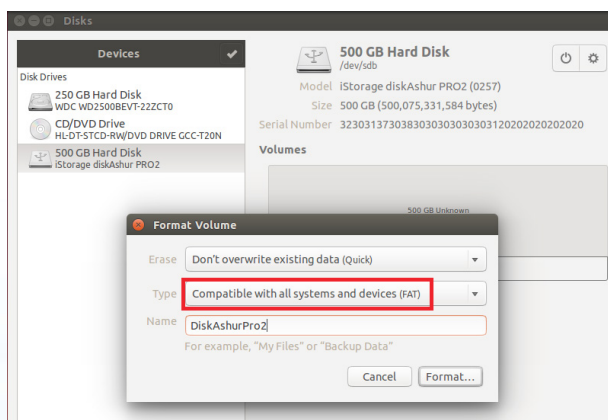 Disks
Devices
Disk Drives
250 GB Hard Disk
WDC WD2500BEVT-22ZCT0
CD/DVD Drive
HL-DT-STCD-RW/DVD DRIVE GCC-T20N
500 GB Hard Disk
iStorage diskAshur PRO2
500 GB Hard Disk
/dev/sdb
Model iStorage diskAshur PRO2 (0257)
Size 500 GB (500,075,331,584 bytes)
Volumes
500 GB Unknown
Format Volume
Erase Don't overwrite existing data (Quick)
Type Compatible with all systems and devices (FAT)
Name DiskAshurPro2
For example, "My Files" or "Backup Data"
Cancel Format...